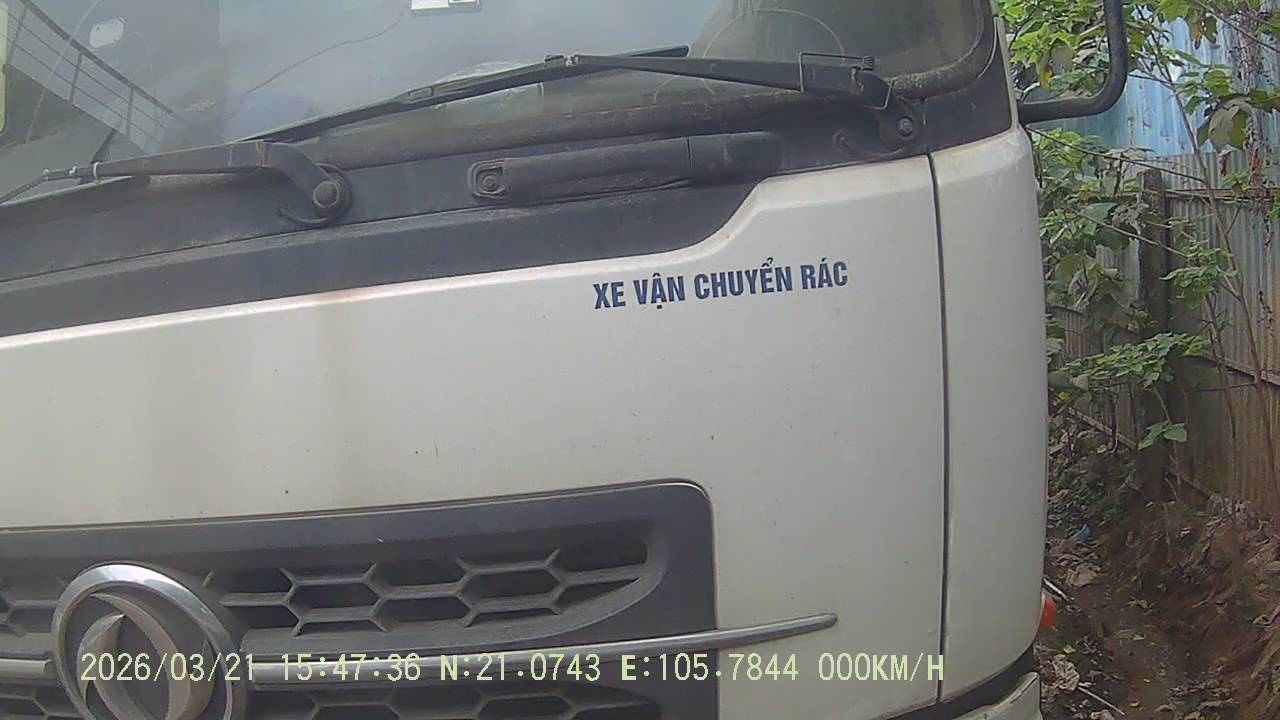 XE VẬN CHUYỂN RÁC
2026/03/21 15:47:36 N:21.0743 E:105.7844 000KM/H